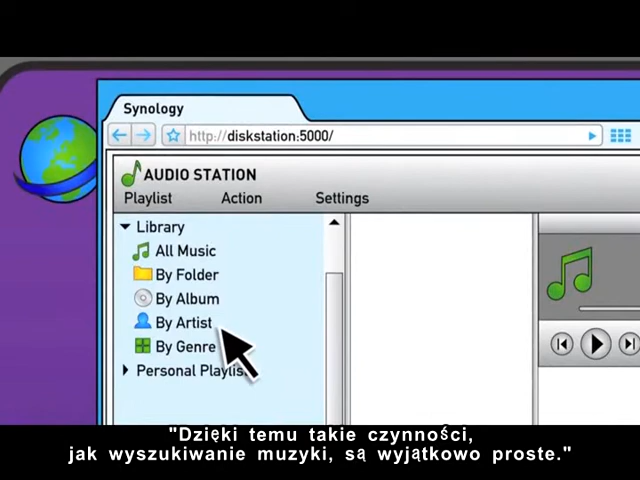 Synology
http://diskstation:5000/
AUDIO STATION
Playlist Action Settings
Library
All Music
By Folder
By Album
By Artist
By Genre
Personal Playlis
"Dzięki temu takie czynności,
jak wyszukiwanie muzyki, są wyjątkowo proste."